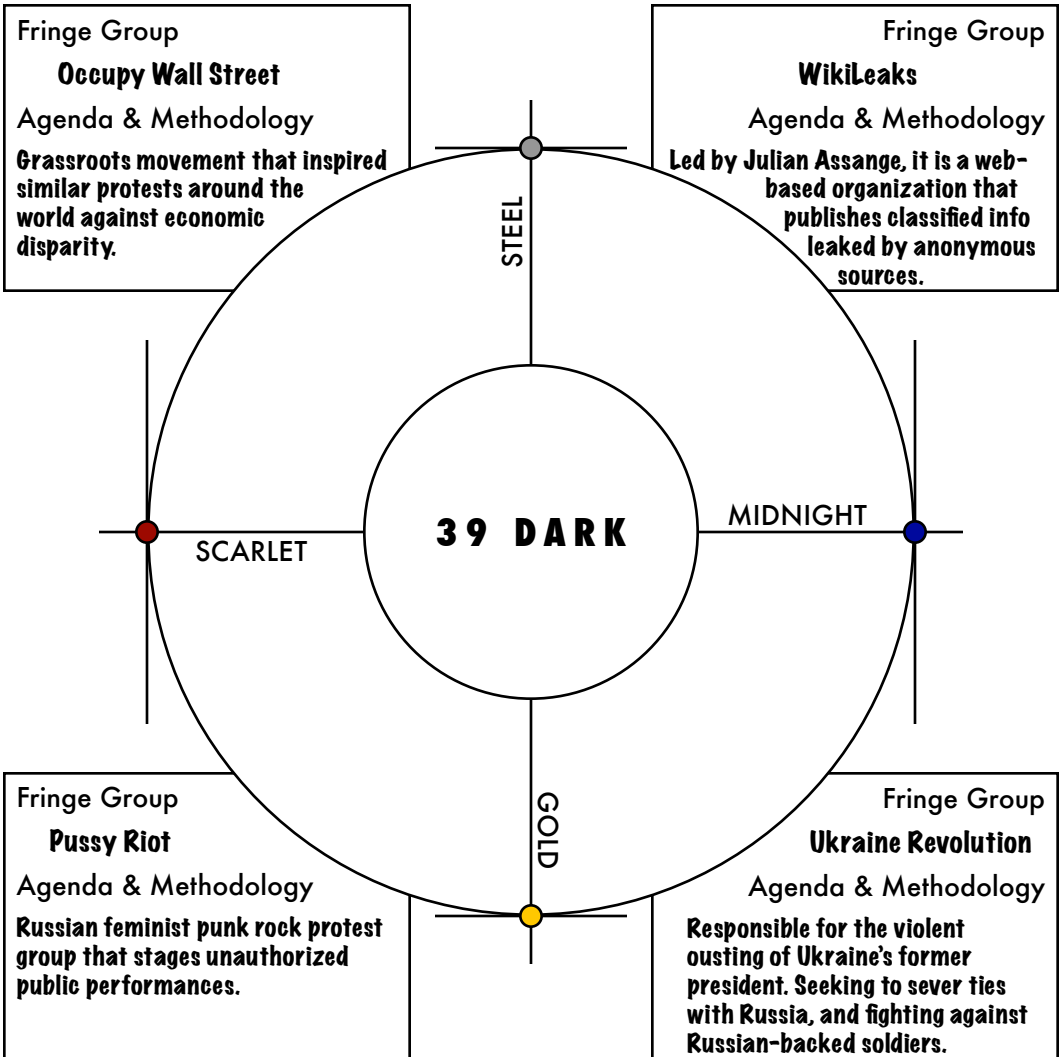 Fringe Group
Occupy Wall Street
Agenda & Methodology
Grassroots movement that inspired
similar protests around the
world against economic
disparity.
Fringe Group
WikiLeaks
Agenda & Methodology
Led by Julian Assange, it is a web-
based organization that
publishes classified info
leaked by anonymous
sources.
STEEL
SCARLET
39 DARK
MIDNIGHT
GOLD
Fringe Group
Pussy Riot
Agenda & Methodology
Russian feminist punk rock protest
group that stages unauthorized
public performances.
Fringe Group
Ukraine Revolution
Agenda & Methodology
Responsible for the violent
ousting of Ukraine's former
president. Seeking to sever ties
with Russia, and fighting against
Russian-backed soldiers.